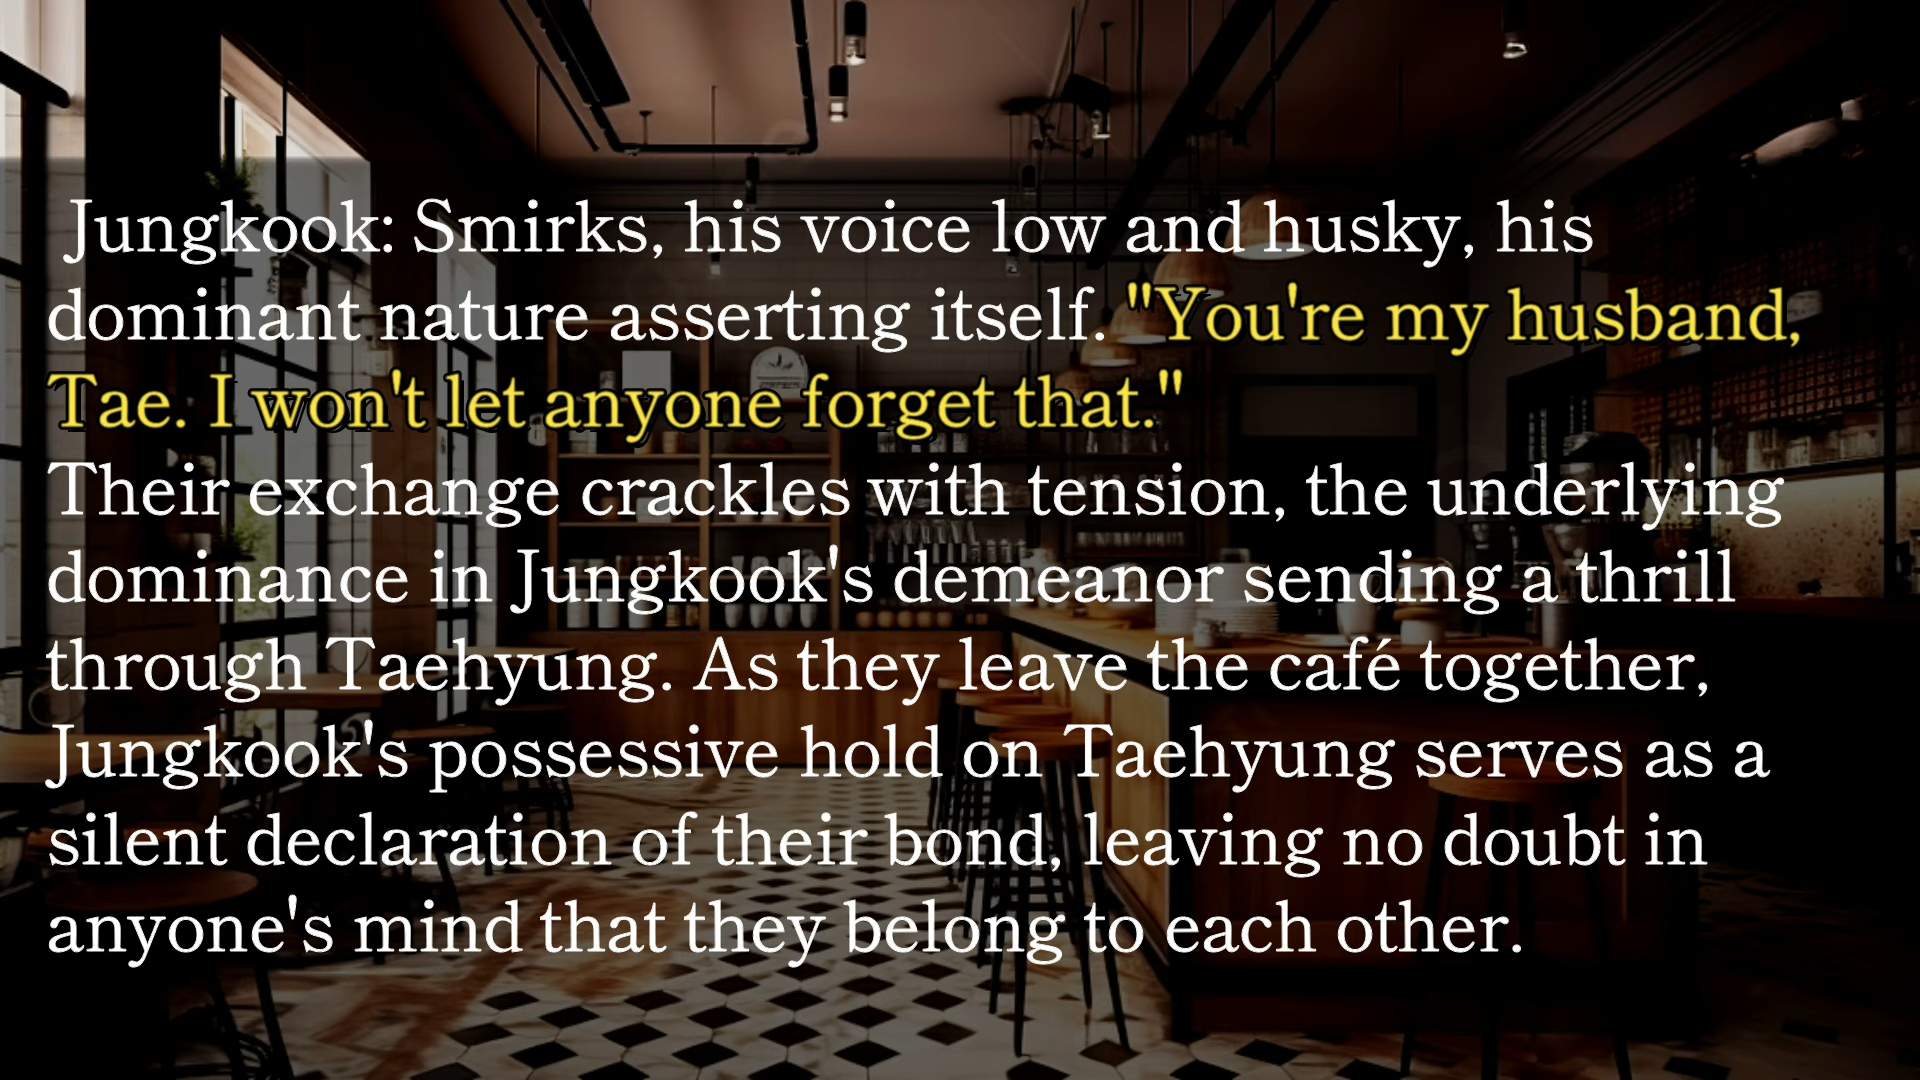 Jungkook: Smirks, his voice low and husky, his
dominant nature asserting itself. "You're my husband,
Tae. I won't let anyone forget that."
Their exchange crackles with tension, the underlying
dominance in Jungkook's demeanor sending a thrill
through Taehyung. As they leave the café together,
Jungkook's possessive hold on Taehyung serves as a
silent declaration of their bond, leaving no doubt in
anyone's mind that they belong to each other.